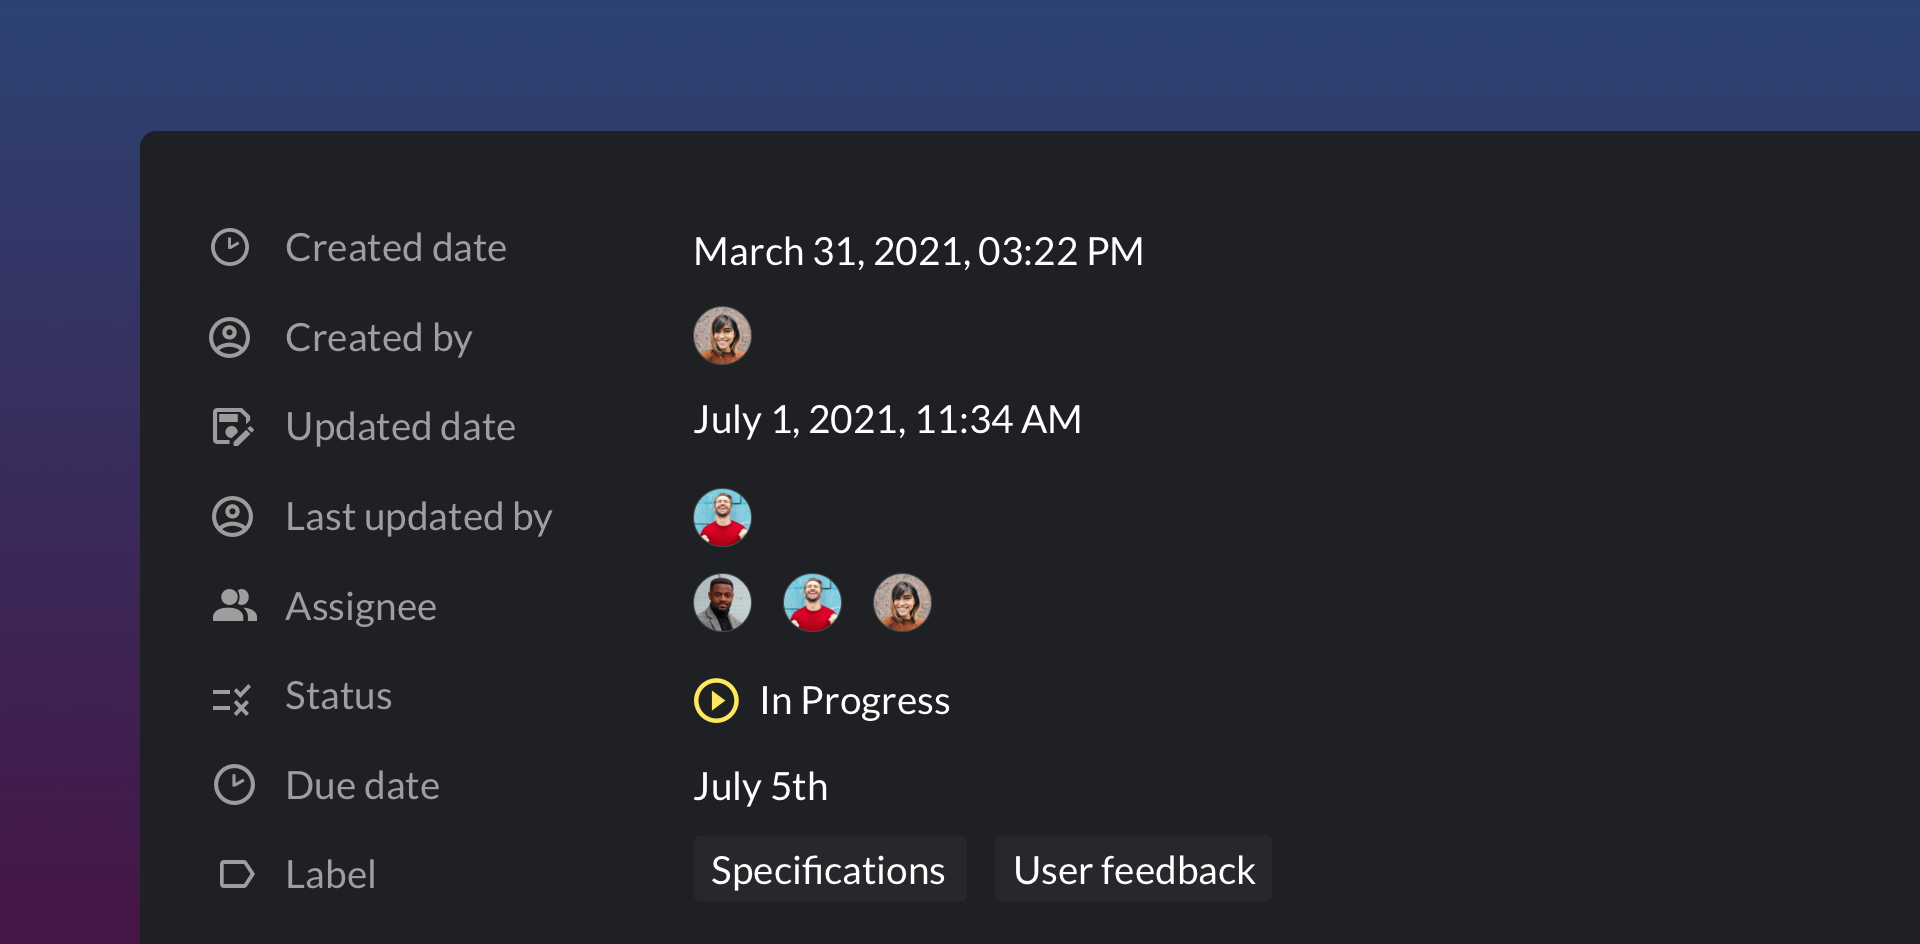 Created date March 31, 2021, 03:22 PM
Created by
Updated date July 1, 2021, 11:34 AM
Last updated by
Assignee
Status In Progress
Due date July 5th
Label Specifications User feedback